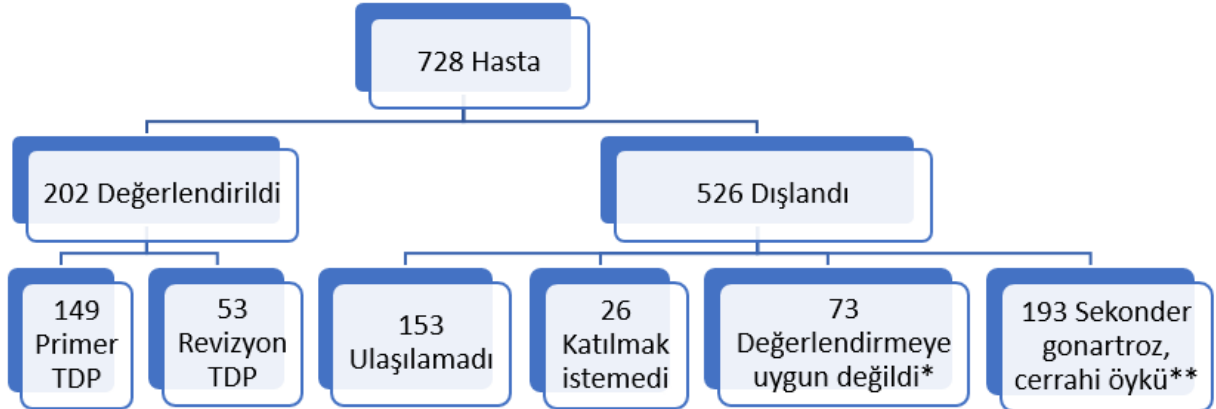 728 Hasta
202 Değerlendirildi
526 Dışlandı
149
Primer
TDP
53
Revizyon
TDP
153
Ulaşılamadı
26
Katılmak
istemedi
73
Değerlendirmeye
uygun değildi*
193 Sekonder
gonartroz,
cerrahi öykü**